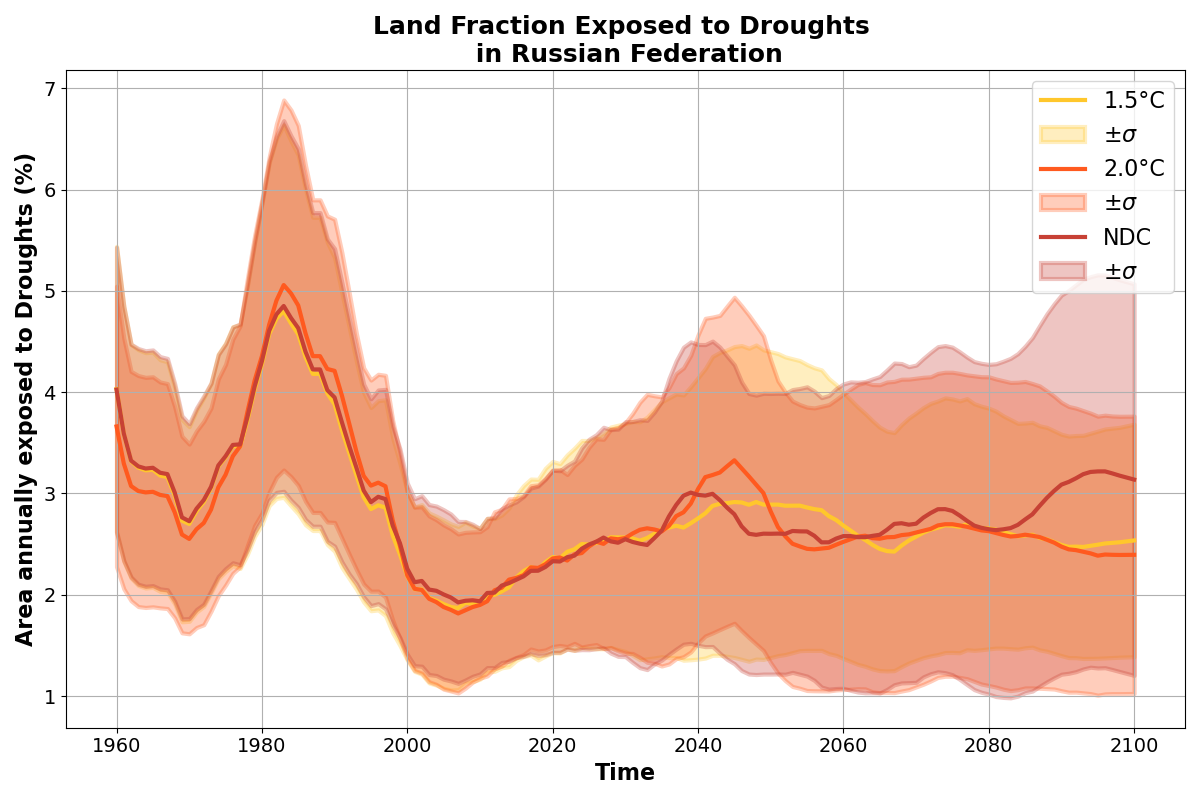 Land Fraction Exposed to Droughts
in Russian Federation
Area annually exposed to Droughts (%)
7
6
5
4
3
2
1
1.5°C
±σ
2.0°C
±σ
NDC
±σ
1960 1980 2000 2020 2040 2060 2080 2100
Time